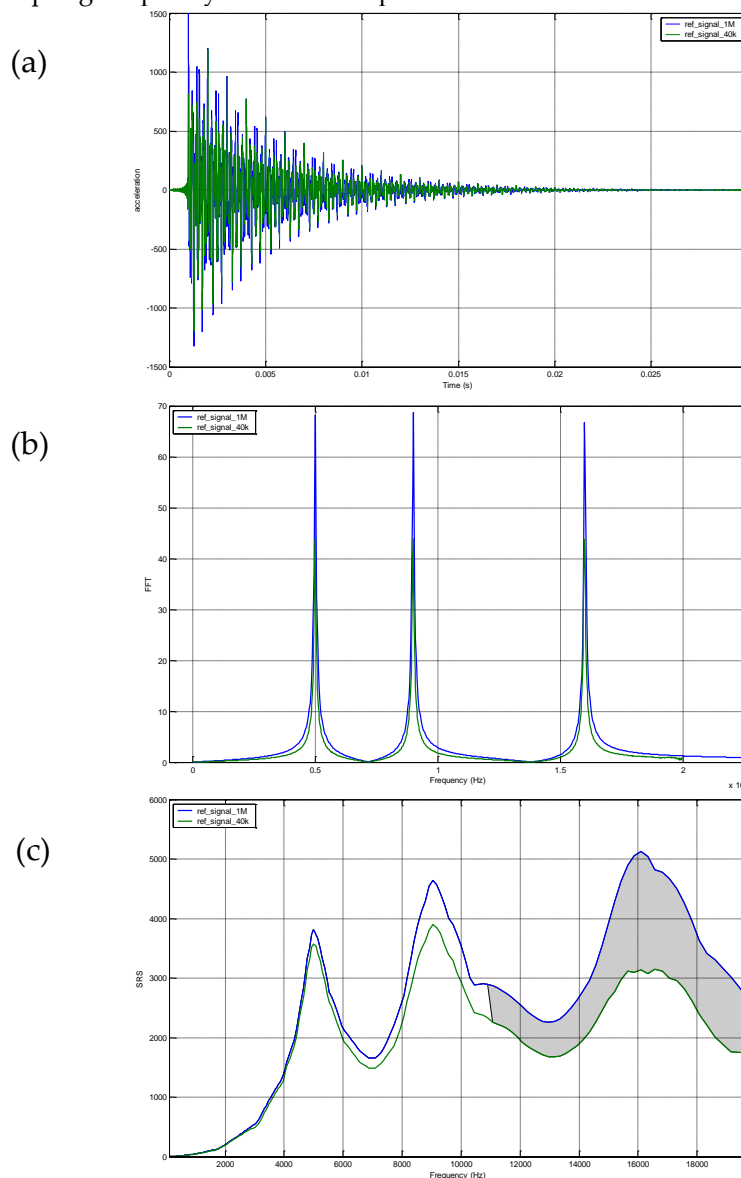 (a)
ref_signal_1M
ref_signal_40k
1500
1000
500
0
-500
-1000
-1500
acceleration
0 0.005 0.01 0.015 0.02 0.025
Time (s)
(b)
ref_signal_1M
ref_signal_40k
70
60
50
40
30
20
10
0
FFT
0 0.5 1 1.5 2
Frequency (Hz)
x 10
(c)
ref_signal_1M
ref_signal_40k
6000
5000
4000
3000
2000
1000
0
SRS
2000 4000 6000 8000 10000 12000 14000 16000 18000
Frequency (Hz)